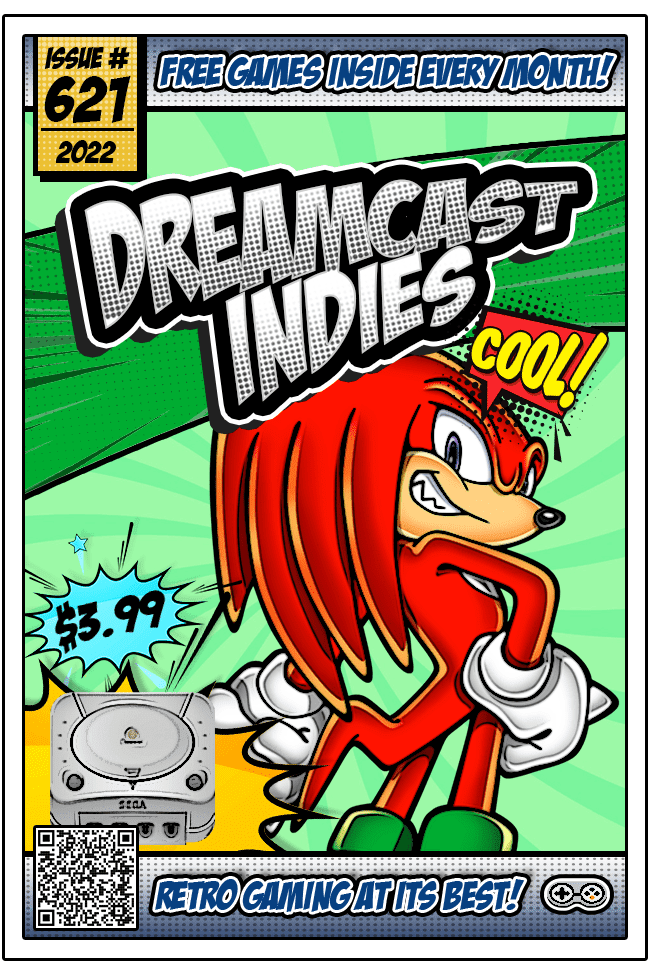 ISSUE #
621
2022
FREE GAMES INSIDE EVERY MONTH!
DREAMCAST
INDIES
COOL!
$3.99
SEGA
RETRO GAMING AT ITS BEST!